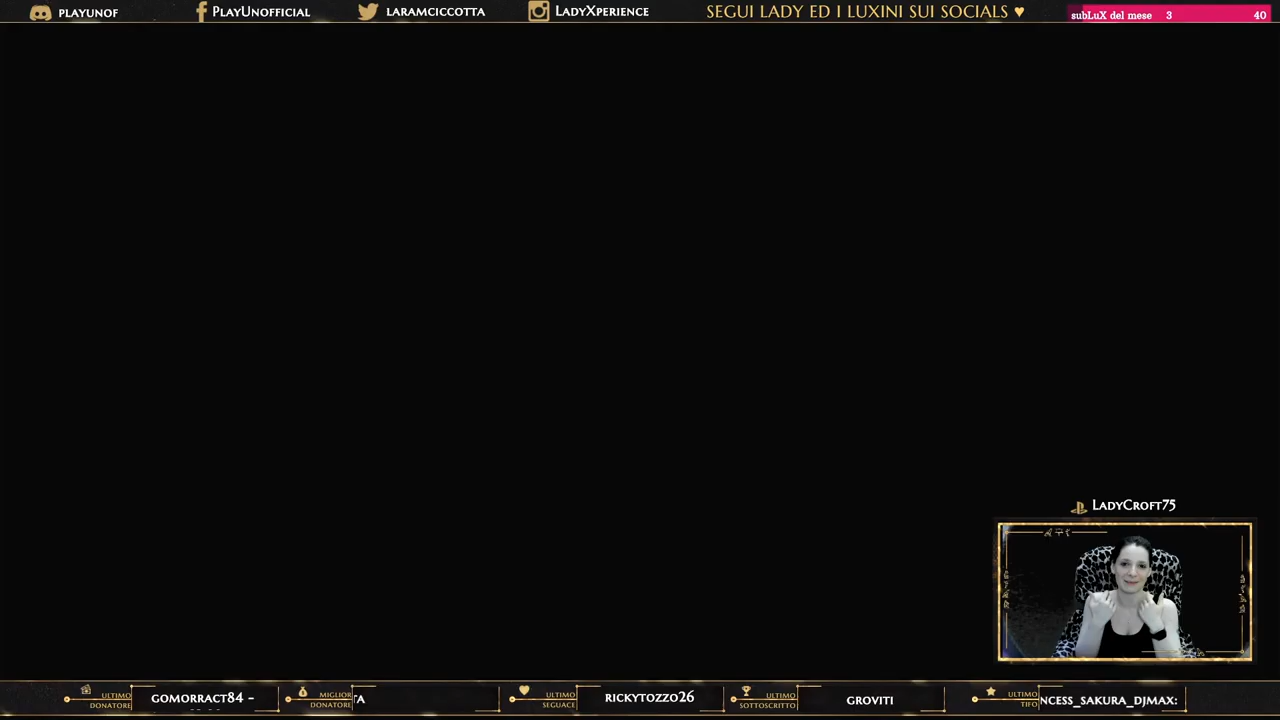 PLAYUNOF
PLAYUNOFFICIAL
LARAMCICCOTTA
LADYXPERIENCE
SEGUI LADY ED I LUXINI SUI SOCIALS ♥
subLuX del mese 3 40
LADYCROFT75
ULTIMO DONATORE
GOMORRACT84 -
MIGLIOR DONATORE
ULTIMO SEGUACE
RICKYTOZZO26
ULTIMO SOTTOSCRITTO
GROVITI
ULTIMO TIFO
NCESS_SAKURA_DJMAX: